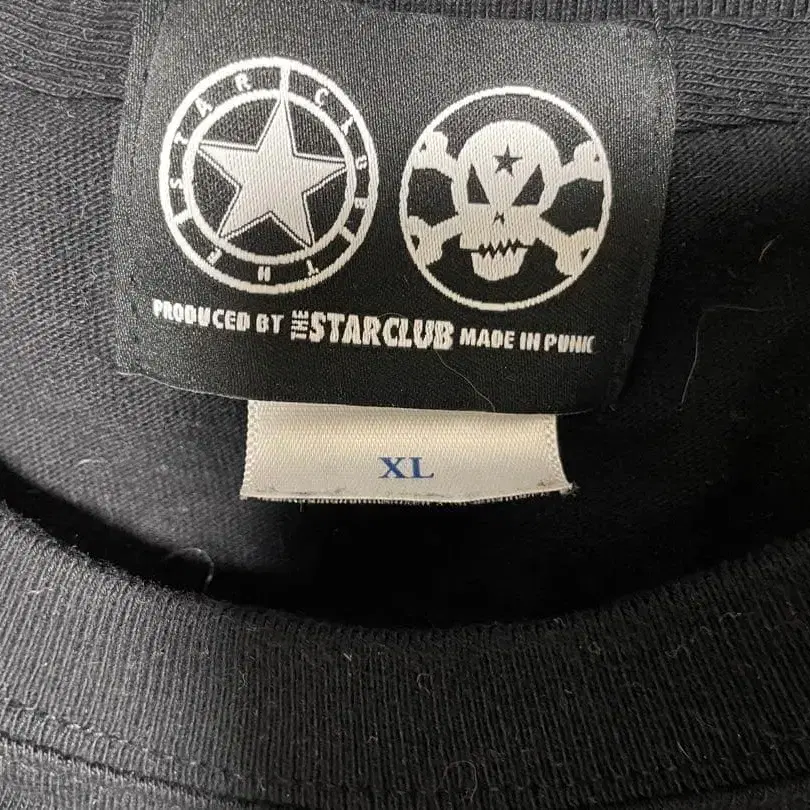 THE STAR CLUB
PRODUCED BY THE STARCLUB MADE IN PUNK
XL